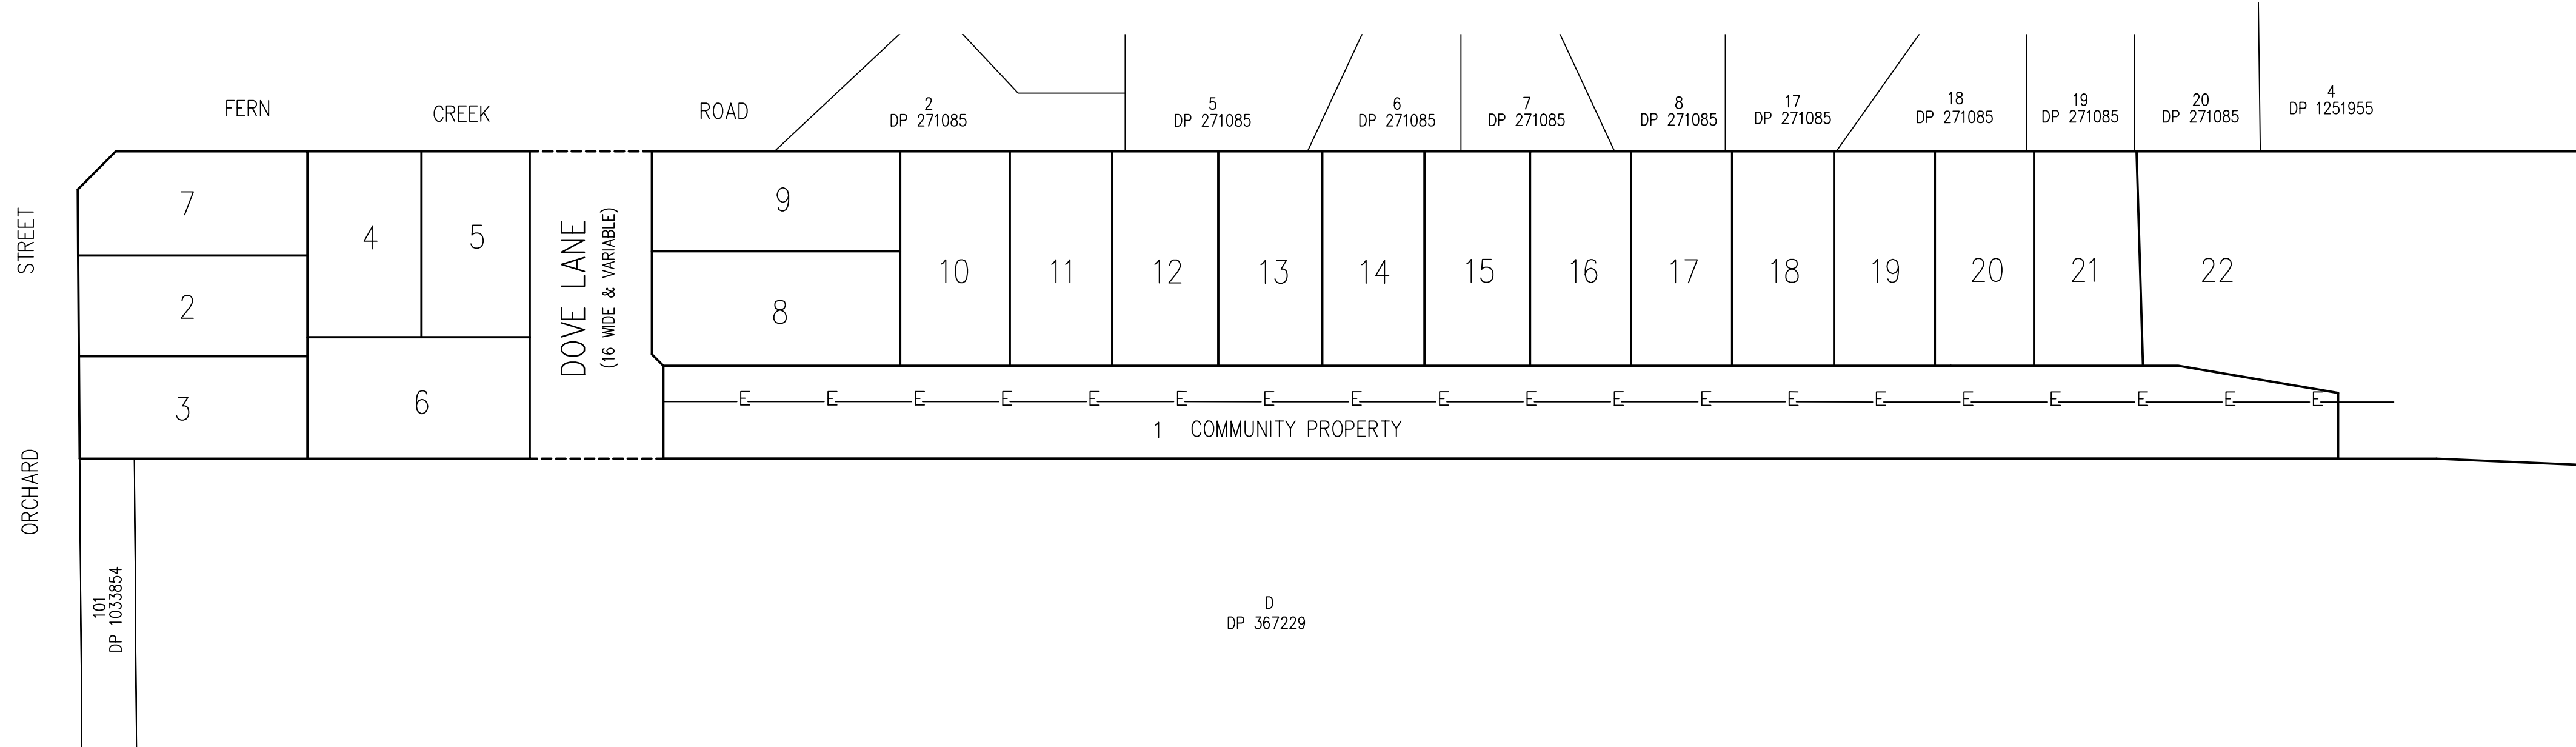 FERN CREEK ROAD
2
DP 271085
5
DP 271085
6
DP 271085
7
DP 271085
8
DP 271085
17
DP 271085
18
DP 271085
19
DP 271085
20
DP 271085
4
DP 1251955
ORCHARD STREET
7
2
3
4
5
6
DOVE LANE
(16 WIDE & VARIABLE)
9
8
10
11
12
13
14
15
16
17
18
19
20
21
22
E E E E E E E E E E E E E E E E E E E
1 COMMUNITY PROPERTY
101
DP 1033854
D
DP 367229